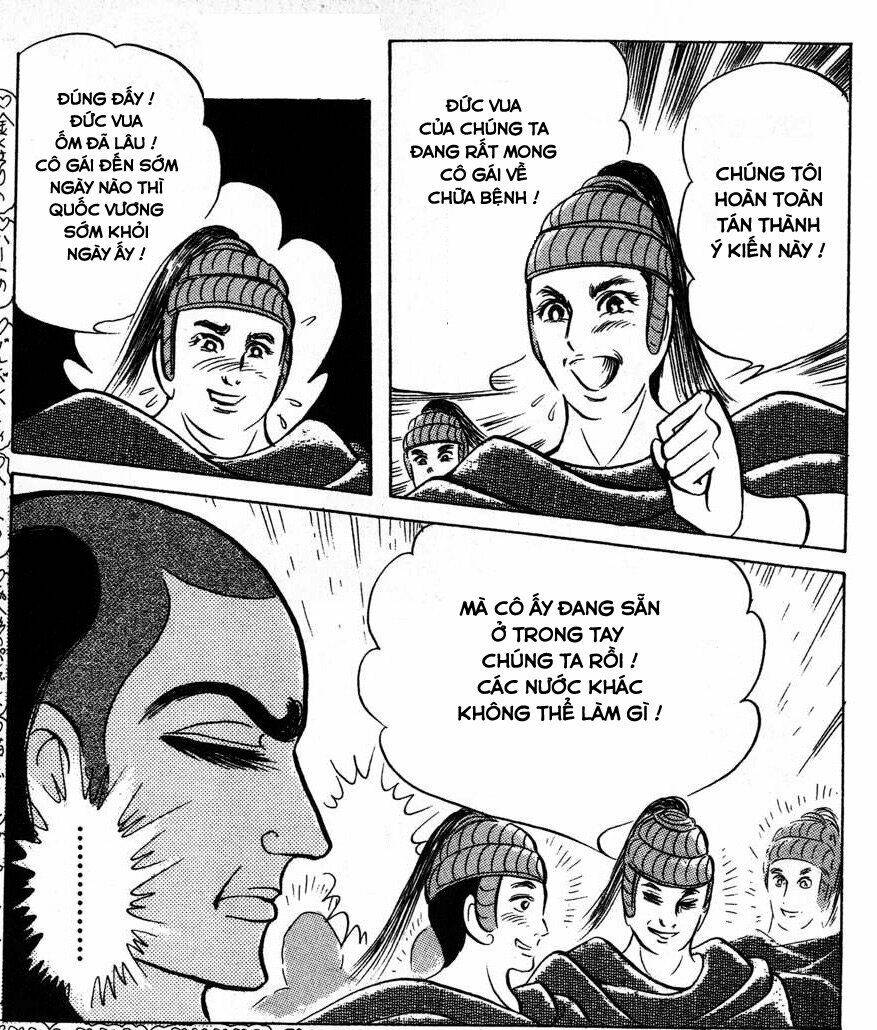 ĐÚNG ĐẤY !
ĐỨC VUA
ỐM ĐÃ LÂU !
CÔ GÁI ĐẾN SỚM
NGÀY NÀO THÌ
QUỐC VƯƠNG
SỚM KHỎI
NGÀY ẤY !
ĐỨC VUA
CỦA CHÚNG TA
ĐANG RẤT MONG
CÔ GÁI VỀ
CHỮA BỆNH !
CHÚNG TÔI
HOÀN TOÀN
TÁN THÀNH
Ý KIẾN NÀY !
MÀ CÔ ẤY ĐANG SẴN
Ở TRONG TAY
CHÚNG TA RỒI !
CÁC NƯỚC KHÁC
KHÔNG THỂ LÀM GÌ !
..............